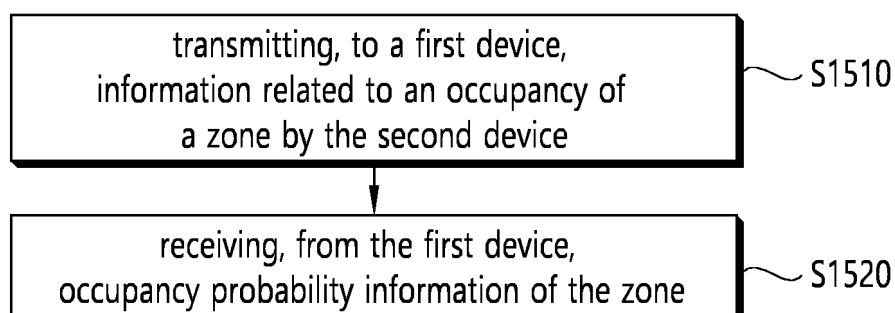 transmitting, to a first device,
information related to an occupancy of
a zone by the second device
S1510
receiving, from the first device,
occupancy probability information of the zone
S1520